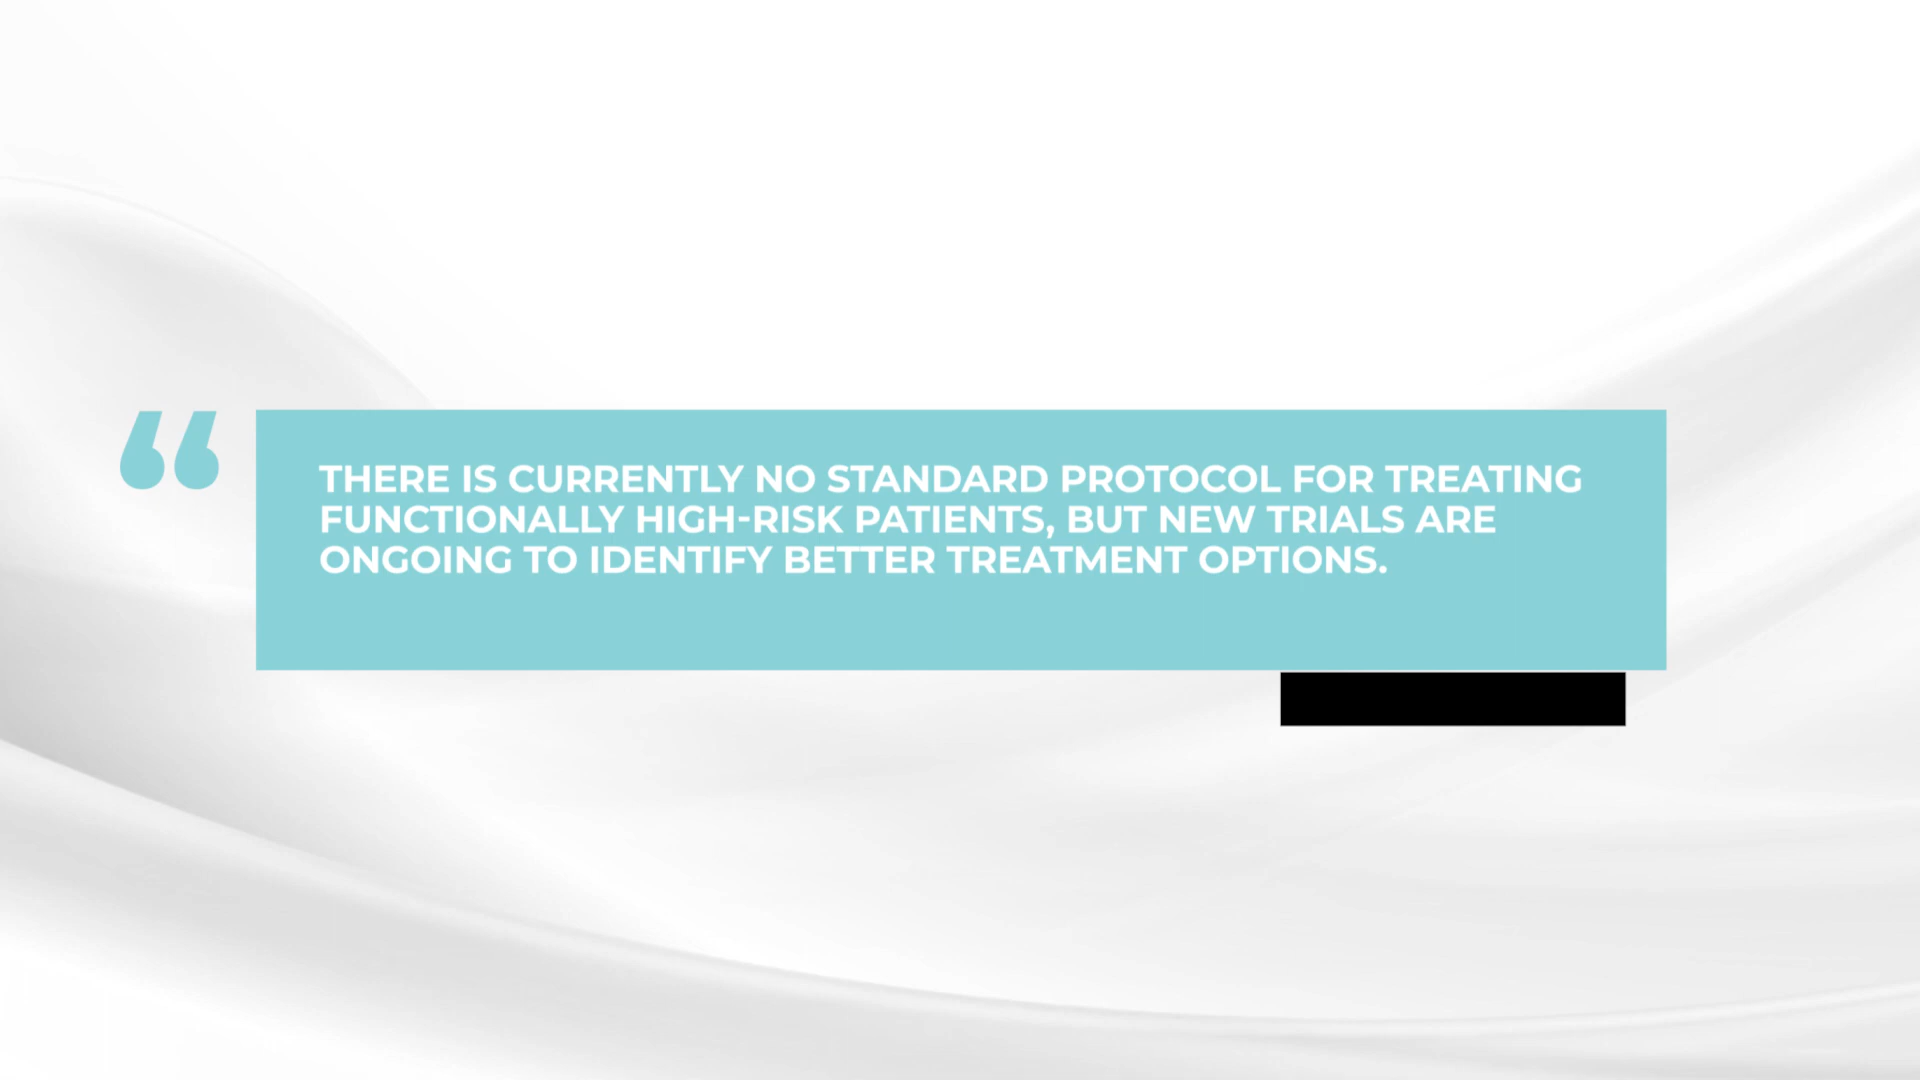 “
THERE IS CURRENTLY NO STANDARD PROTOCOL FOR TREATING
FUNCTIONALLY HIGH-RISK PATIENTS, BUT NEW TRIALS ARE
ONGOING TO IDENTIFY BETTER TREATMENT OPTIONS.